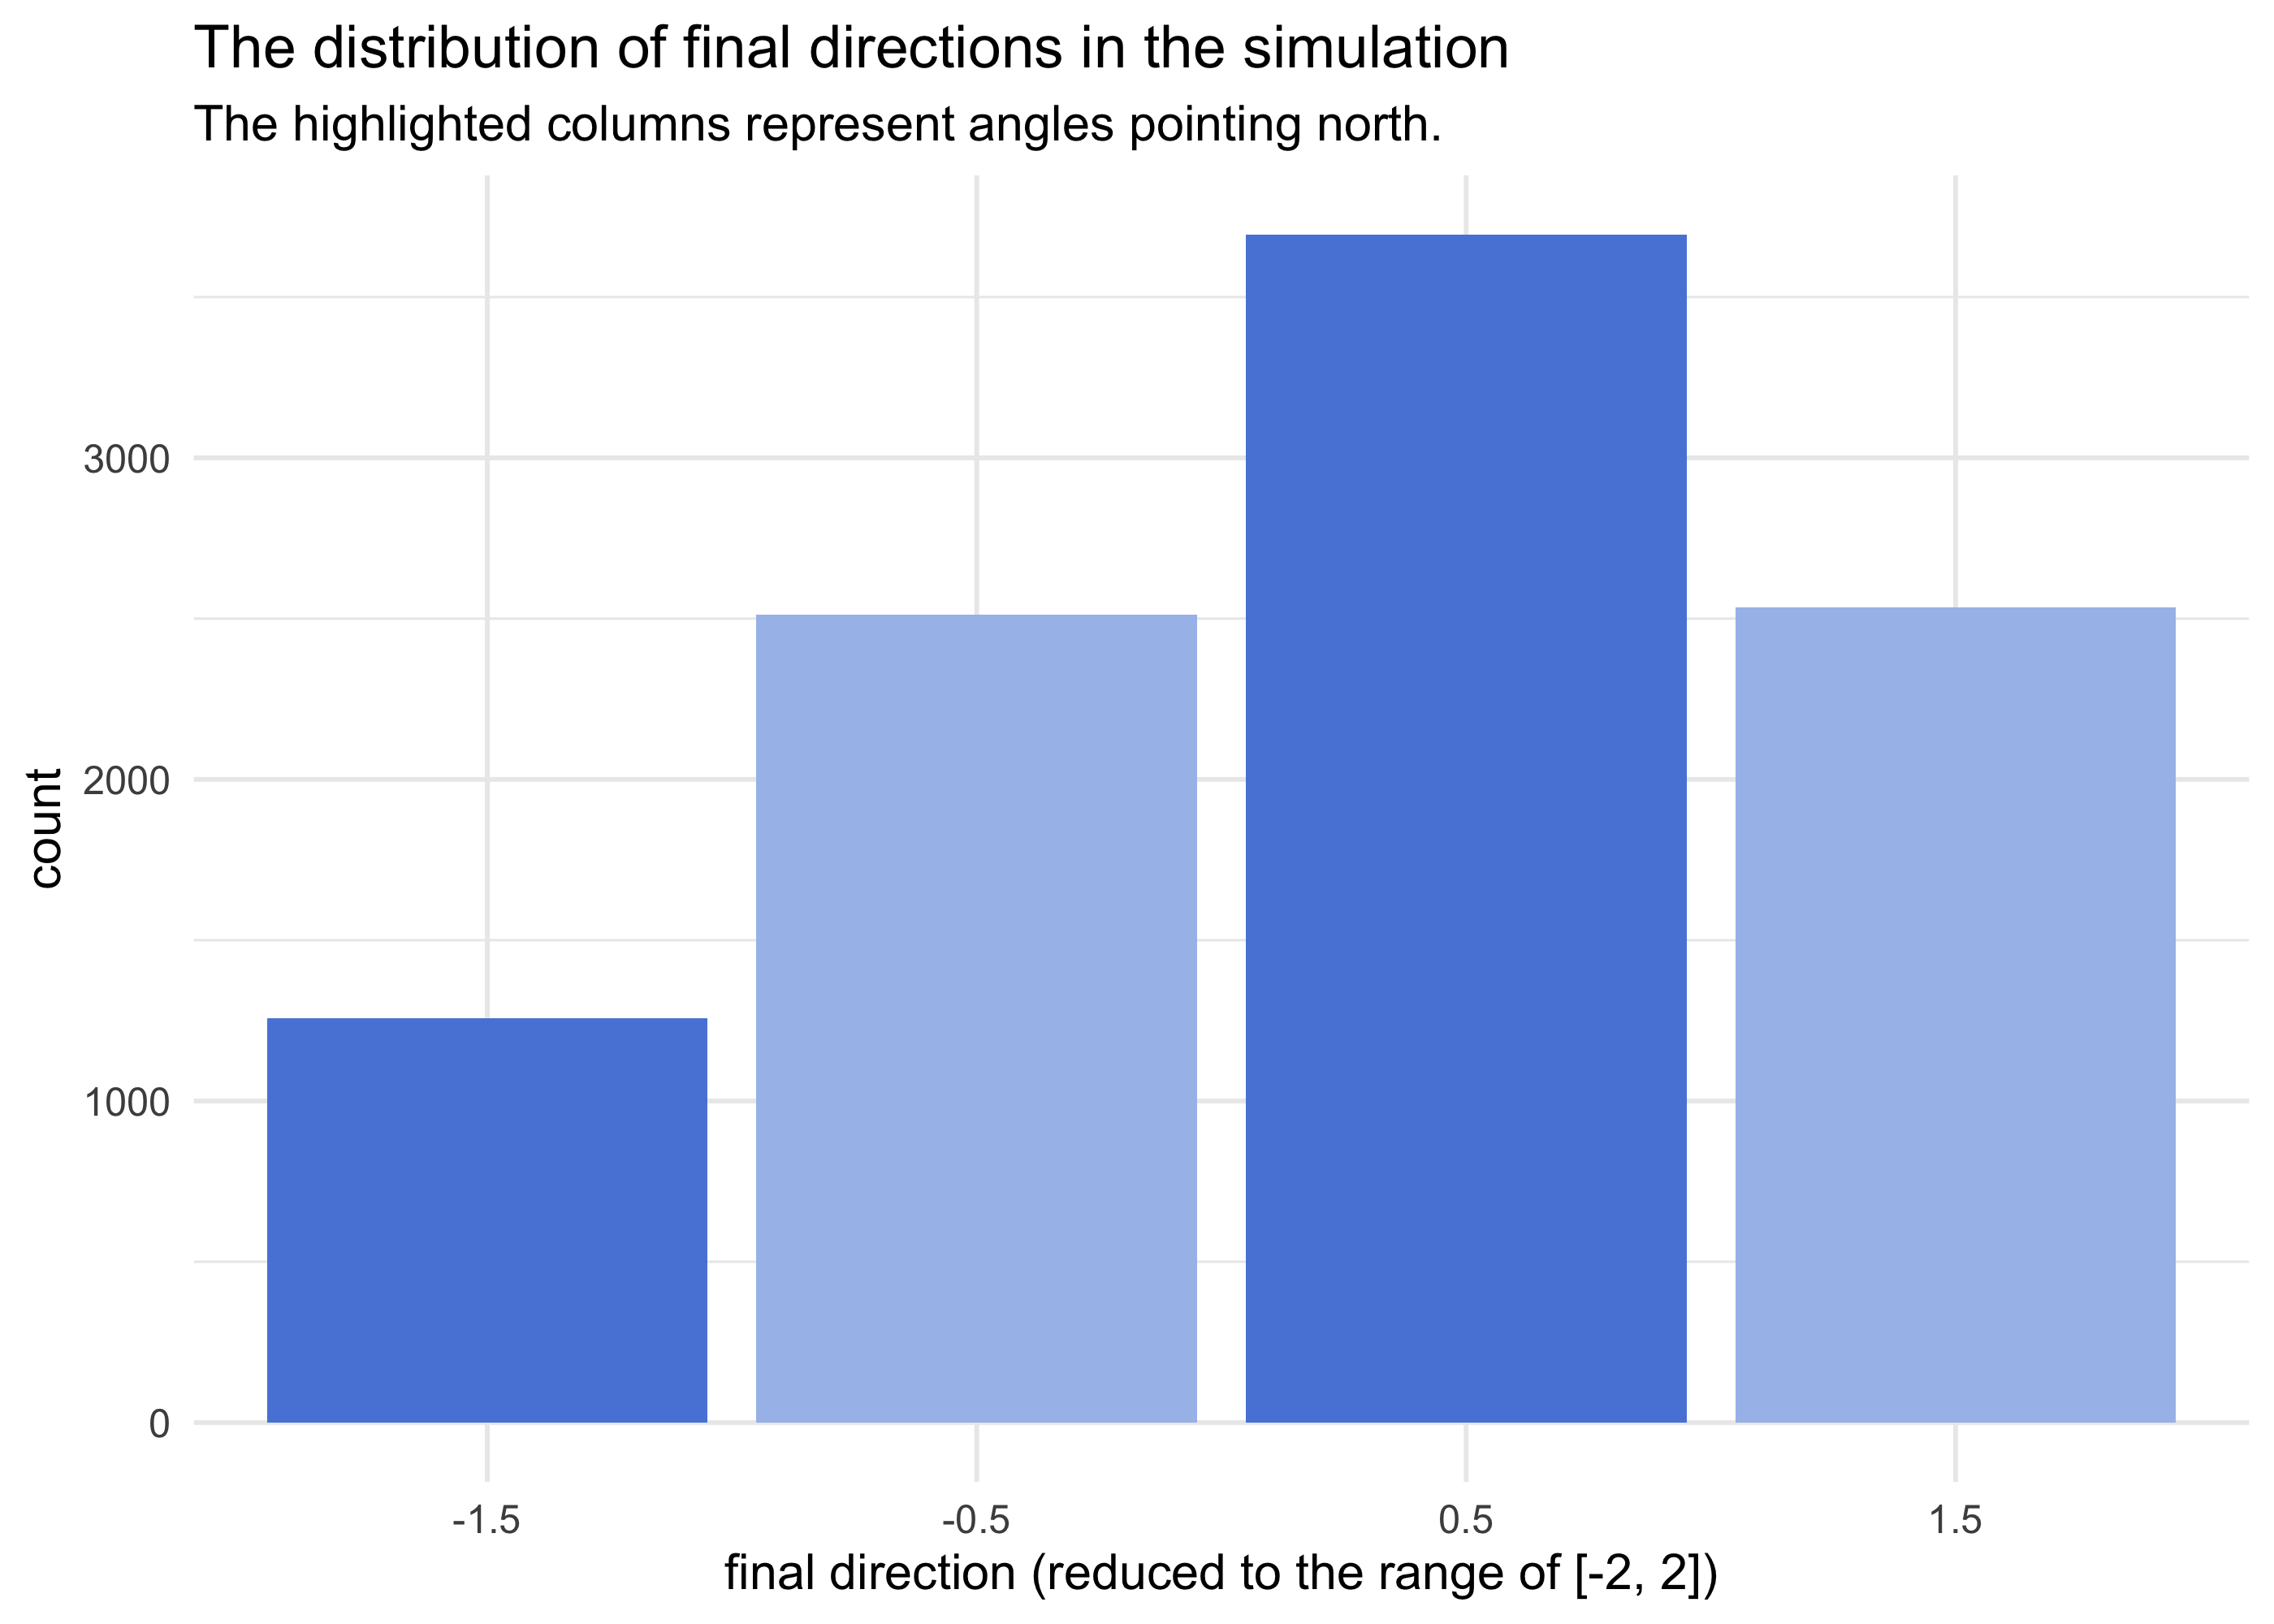 The distribution of final directions in the simulation
The highlighted columns represent angles pointing north.
3000
2000
1000
0
count
-1.5
-0.5
0.5
1.5
final direction (reduced to the range of [-2, 2])